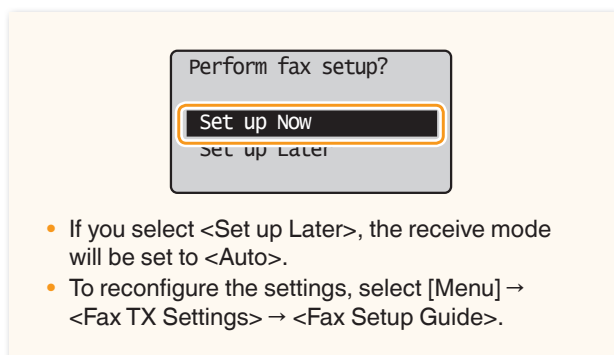 Perform fax setup?
Set up Now
Set up Later
• If you select <Set up Later>, the receive mode
will be set to <Auto>.
• To reconfigure the settings, select [Menu] →
<Fax TX Settings> → <Fax Setup Guide>.